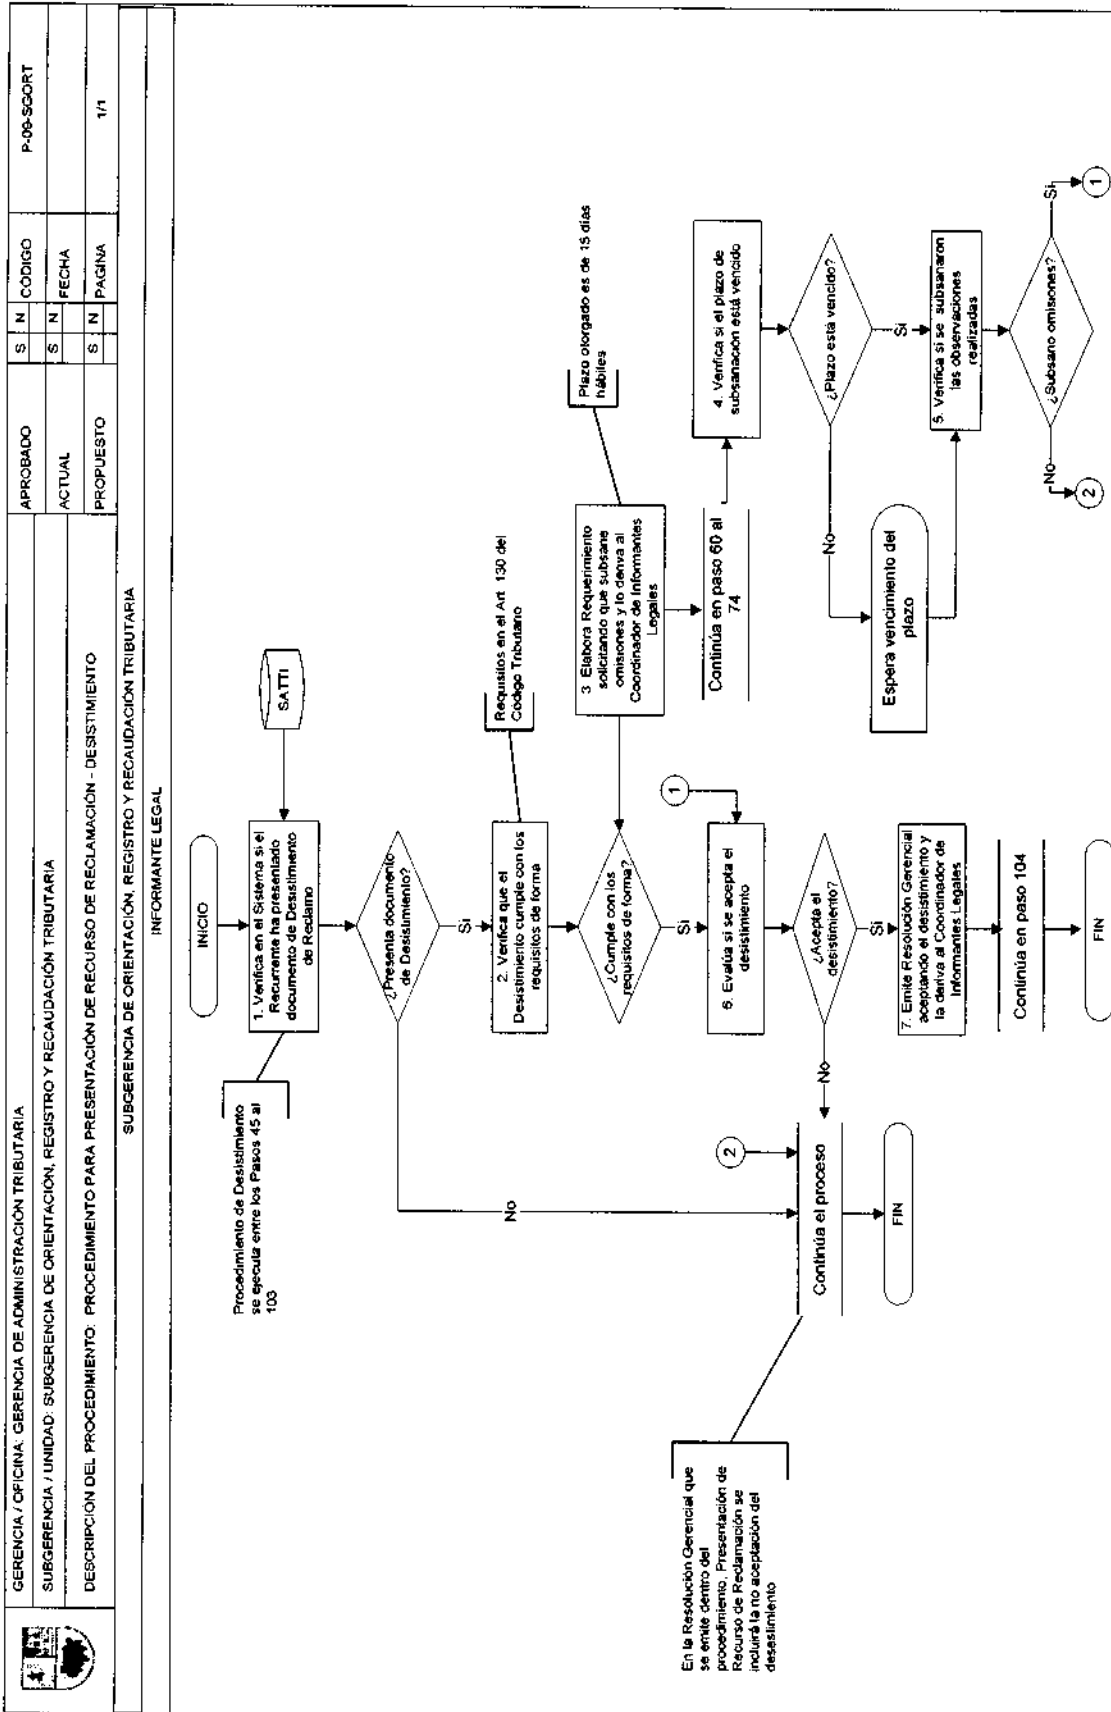 GERENCIA / OFICINA: GERENCIA DE ADMINISTRACIÓN TRIBUTARIA
APROBADO
S N
CODIGO
P-09-SGORT
SUBGERENCIA / UNIDAD: SUBGERENCIA DE ORIENTACIÓN, REGISTRO Y RECAUDACIÓN TRIBUTARIA
ACTUAL
S N
FECHA
DESCRIPCIÓN DEL PROCEDIMIENTO: PROCEDIMIENTO PARA PRESENTACIÓN DE RECURSO DE RECLAMACIÓN - DESISTIMIENTO
PROPUESTO
S N
PAGINA
1/1
SUBGERENCIA DE ORIENTACIÓN, REGISTRO Y RECAUDACIÓN TRIBUTARIA
INFORMANTE LEGAL
INICIO
Procedimiento de Desistimiento
se ejecuta entre los Pasos 45 al
103
1. Verifica en el Sistema si el
Recurrente ha presentado
documento de Desistimiento
de Reclamo
SATTI
¿Presenta documento
de Desistimiento?
No
Si
2. Verifica que el
Desistimiento cumple con los
requisitos de forma
Requisitos en el Art 130 del
Código Tributario
¿Cumple con los
requisitos de forma?
3 Elabora Requerimiento
solicitando que subsane
omisiones y lo deriva al
Coordinador de Informantes
Legales
Plazo otorgado es de 15 días
hábiles
Si
Continúa en paso 60 al
74
4. Verifica si el plazo de
subsanación está vencido
1
6. Evalúa si se acepta el
desistimiento
¿Plazo está vencido?
No
Si
2
¿Acepta el
desistimiento?
No
Si
Espera vencimiento del
plazo
5. Verifica si se subsanaron
las observaciones
realizadas
Continúa el proceso
7. Emite Resolución Gerencial
aceptando el desistimiento y
la deriva al Coordinador de
Informantes Legales
¿Subsano omisiones?
No
Si
2
1
FIN
Continúa en paso 104
FIN
En la Resolución Gerencial que
se emite dentro del
procedimiento, Presentación de
Recurso de Reclamación se
incluirá la no aceptación del
desestimiento